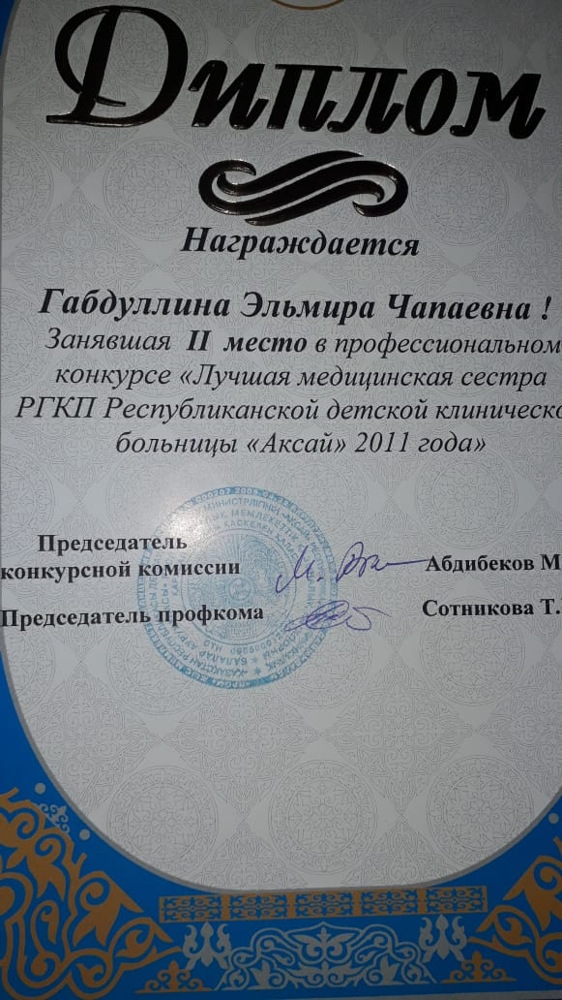 Диплом
Награждается
Габдуллина Эльмира Чапаевна !
Занявшая II место в профессиональном
конкурсе «Лучшая медицинская сестра
РГКП Республиканской детской клиническо
больницы «Аксай» 2011 года»
Председатель
конкурсной комиссии
Абдибеков М
Председатель профкома
Сотникова Т.